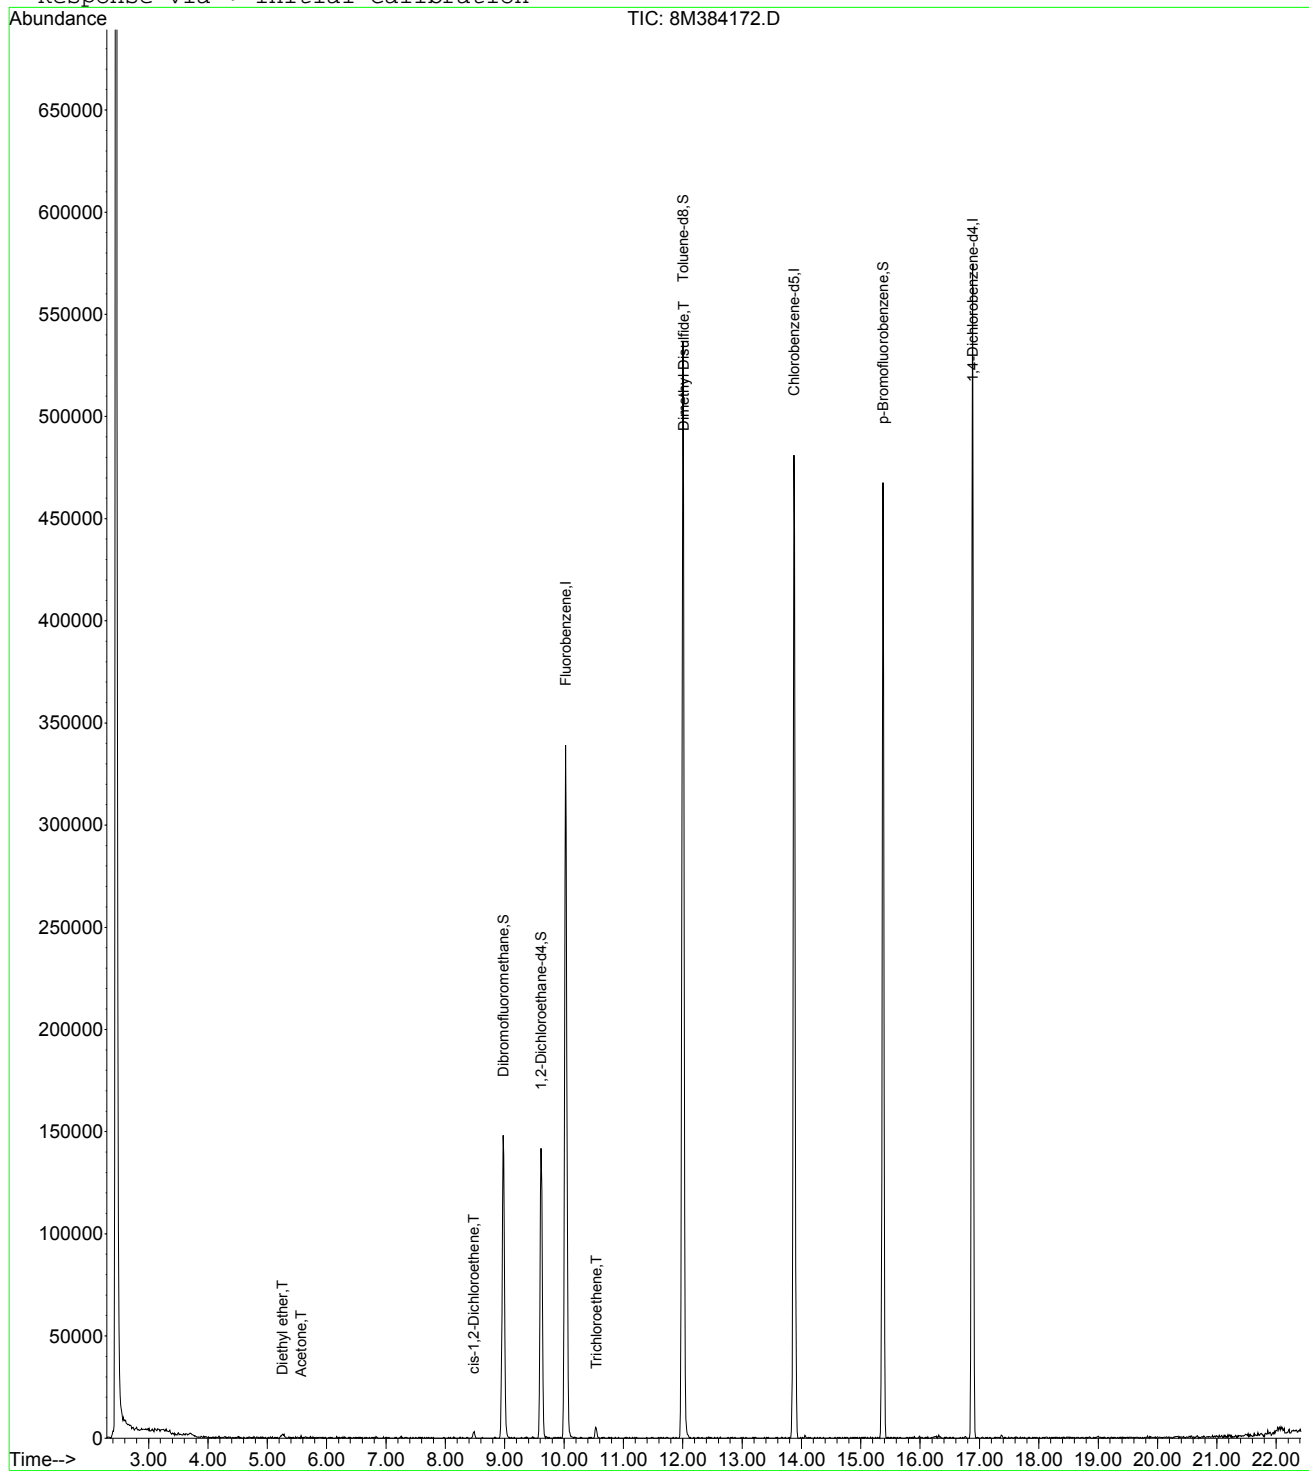 Response via : Initial Calibration
Abundance
TIC: 8M384172.D
650000
600000
550000
500000
450000
400000
350000
300000
250000
200000
150000
100000
50000
0
Diethyl ether,T
Acetone,T
cis-1,2-Dichloroethene,T
Dibromofluoromethane,S
1,2-Dichloroethane-d4,S
Fluorobenzene,I
Trichloroethene,T
Dimethyl Disulfide,T
Toluene-d8,S
Chlorobenzene-d5,I
p-Bromofluorobenzene,S
1,4-Dichlorobenzene-d4,I
Time--> 3.00 4.00 5.00 6.00 7.00 8.00 9.00 10.00 11.00 12.00 13.00 14.00 15.00 16.00 17.00 18.00 19.00 20.00 21.00 22.00